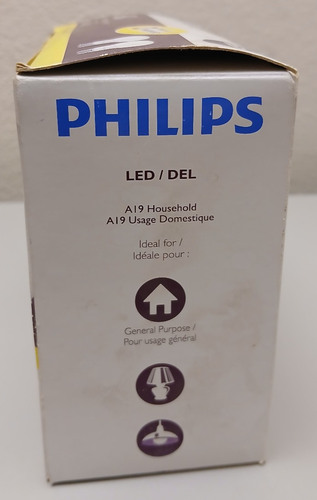 PHILIPS
LED / DEL
A19 Household
A19 Usage Domestique
Ideal for /
Idéale pour :
General Purpose /
Pour usage général